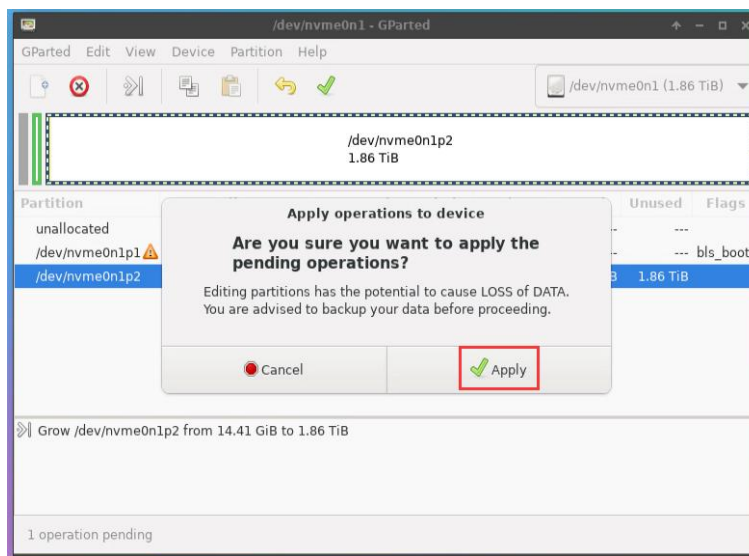 /dev/nvme0n1 - GParted
GParted Edit View Device Partition Help
/dev/nvme0n1 (1.86 TiB)
/dev/nvme0n1p2
1.86 TiB
Partition Unused Flags
unallocated --- 
/dev/nvme0n1p1 --- bls_boot
/dev/nvme0n1p2 1.86 TiB
Apply operations to device
Are you sure you want to apply the
pending operations?
Editing partitions has the potential to cause LOSS of DATA.
You are advised to backup your data before proceeding.
Cancel Apply
Grow /dev/nvme0n1p2 from 14.41 GiB to 1.86 TiB
1 operation pending